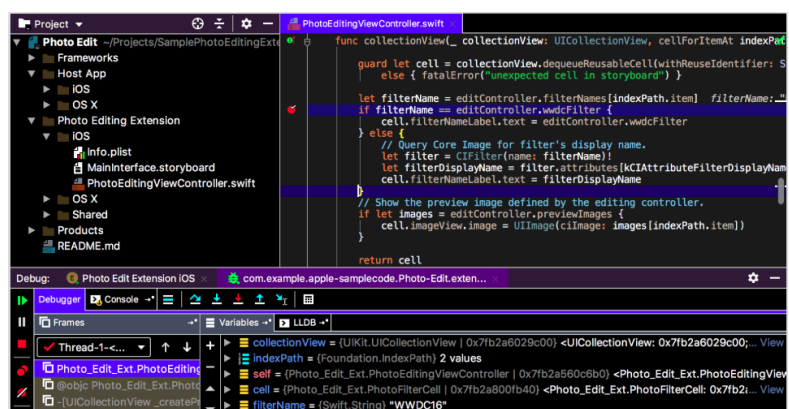 Project
Photo Edit ~/Projects/SamplePhotoEditingExte
Frameworks
Host App
iOS
OS X
Photo Editing Extension
iOS
Info.plist
MainInterface.storyboard
PhotoEditingViewController.swift
OS X
Shared
Products
README.md
PhotoEditingViewController.swift ×
func collectionView(_ collectionView: UICollectionView, cellForItemAt indexPat
guard let cell = collectionView.dequeueReusableCell(withReuseIdentifier: S
else { fatalError("unexpected cell in storyboard") }
let filterName = editController.filterNames[indexPath.item] filterName: "
if filterName == editController.wwdcFilter {
cell.filterNameLabel.text = editController.wwdcFilter
} else {
// Query Core Image for filter's display name.
let filter = CIFilter(name: filterName)!
let filterDisplayName = filter.attributes[kCIAttributeFilterDisplayNam
cell.filterNameLabel.text = filterDisplayName
}
// Show the preview image defined by the editing controller.
if let images = editController.previewImages {
cell.imageView.image = UIImage(ciImage: images[indexPath.item])
}
return cell
Debug: Photo Edit Extension iOS × com.example.apple-samplecode.Photo-Edit.exten... ×
Debugger Console
Frames Variables LLDB
Thread-1-<...
Photo_Edit_Ext.PhotoEditing
@objc Photo_Edit_Ext.Photo
-[UICollectionView _createPr
collectionView = {UIKit.UICollectionView | 0x7fb2a6029c00} <UICollectionView: 0x7fb2a6029c00;... View
indexPath = {Foundation.IndexPath} 2 values
self = {Photo_Edit_Ext.PhotoEditingViewController | 0x7fb2a560c6b0} <Photo_Edit_Ext.Photo... View
cell = {Photo_Edit_Ext.PhotoFilterCell | 0x7fb2a800fb40} <Photo_Edit_Ext.PhotoFilterCell: 0x7fb2... View
filterName = {Swift.String} "WWDC16"